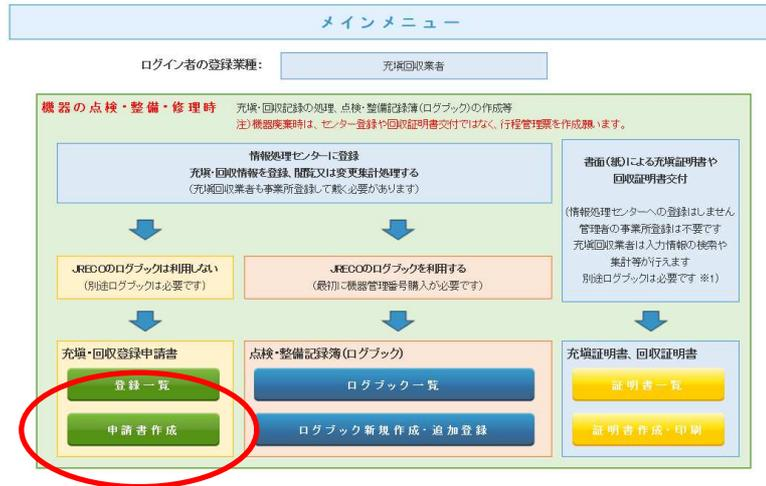 メインメニュー
ログイン者の登録業種： 充填回収業者
機器の点検・整備・修理時 充填・回収記録の処理、点検・整備記録簿(ログブック)の作成等
注)機器廃棄時は、センター登録や回収証明書交付ではなく、行程管理票を作成願います。
情報処理センターに登録
充填・回収情報を登録、閲覧又は変更集計処理する
(充填回収業者も事業所登録して戴く必要があります)
書面(紙)による充填証明書や
回収証明書交付
(情報処理センターへの登録はしません
管理者の事業所登録は不要です
充填回収業者は入力情報の検索や
集計等が行えます
別途ログブックは必要です ※1)
JRECOのログブックは利用しない
(別途ログブックは必要です)
JRECOのログブックを利用する
(最初に機器管理番号購入が必要です)
充填・回収登録申請書
登録一覧
申請書作成
点検・整備記録簿(ログブック)
ログブック一覧
ログブック新規作成・追加登録
充填証明書、回収証明書
証明書一覧
証明書作成・印刷